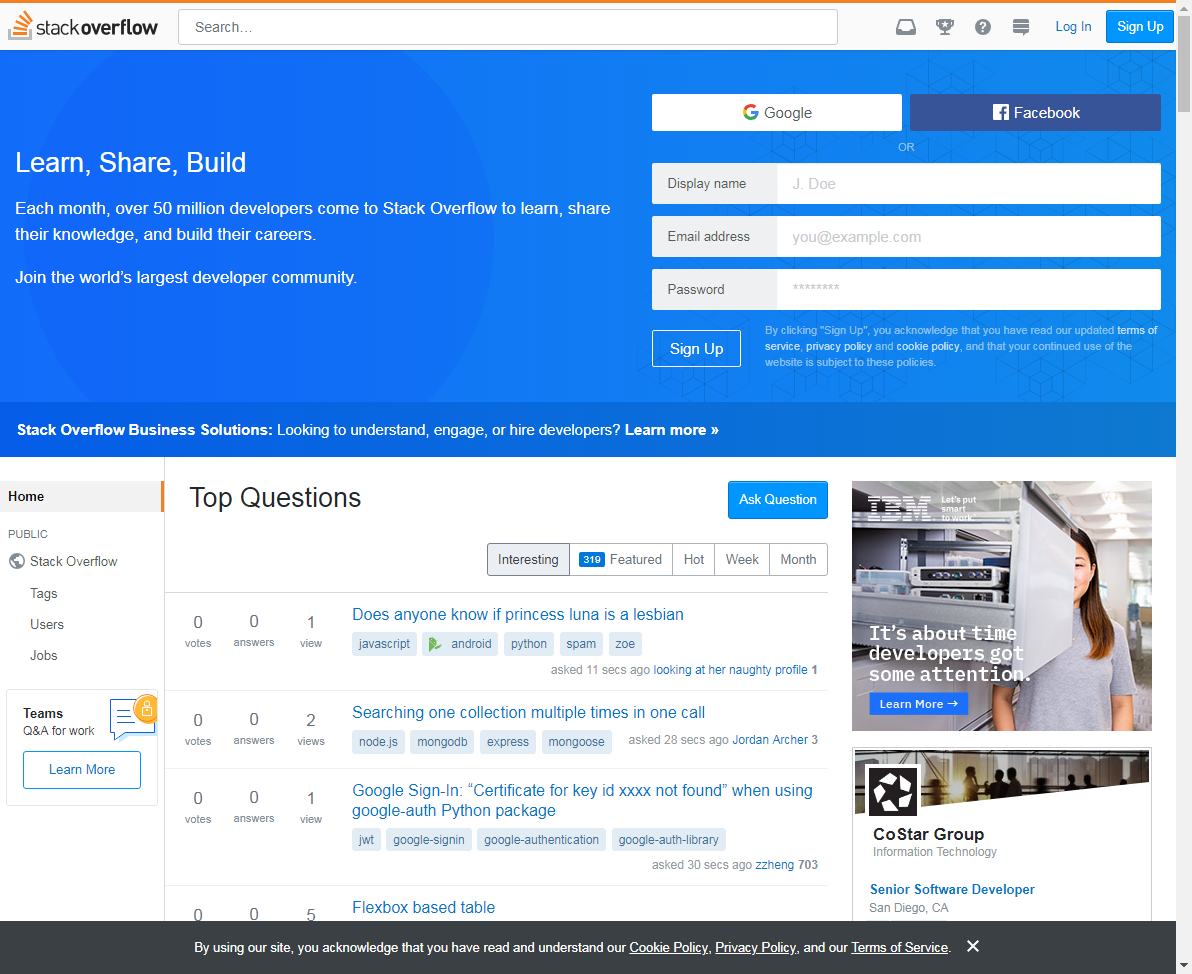 stackoverflow
Search…
Log In
Sign Up
Google
Facebook
OR
Learn, Share, Build
Each month, over 50 million developers come to Stack Overflow to learn, share
their knowledge, and build their careers.
Join the world’s largest developer community.
Display name
J. Doe
Email address
you@example.com
Password
********
Sign Up
By clicking "Sign Up", you acknowledge that you have read our updated terms of
service, privacy policy and cookie policy, and that your continued use of the
website is subject to these policies.
Stack Overflow Business Solutions: Looking to understand, engage, or hire developers? Learn more »
Home
PUBLIC
Stack Overflow
Tags
Users
Jobs
Teams
Q&A for work
Learn More
Top Questions
Ask Question
Interesting
319 Featured
Hot
Week
Month
0 votes
0 answers
1 view
Does anyone know if princess luna is a lesbian
javascript android python spam zoe
asked 11 secs ago looking at her naughty profile 1
0 votes
0 answers
2 views
Searching one collection multiple times in one call
node.js mongodb express mongoose
asked 28 secs ago Jordan Archer 3
0 votes
0 answers
1 view
Google Sign-In: “Certificate for key id xxxx not found” when using
google-auth Python package
jwt google-signin google-authentication google-auth-library
asked 30 secs ago zzheng 703
0
0
5
Flexbox based table
IBM
Let's put
smart
to work™
It's about time
developers got
some attention.
Learn More →
CoStar Group
Information Technology
Senior Software Developer
San Diego, CA
By using our site, you acknowledge that you have read and understand our Cookie Policy, Privacy Policy, and our Terms of Service.